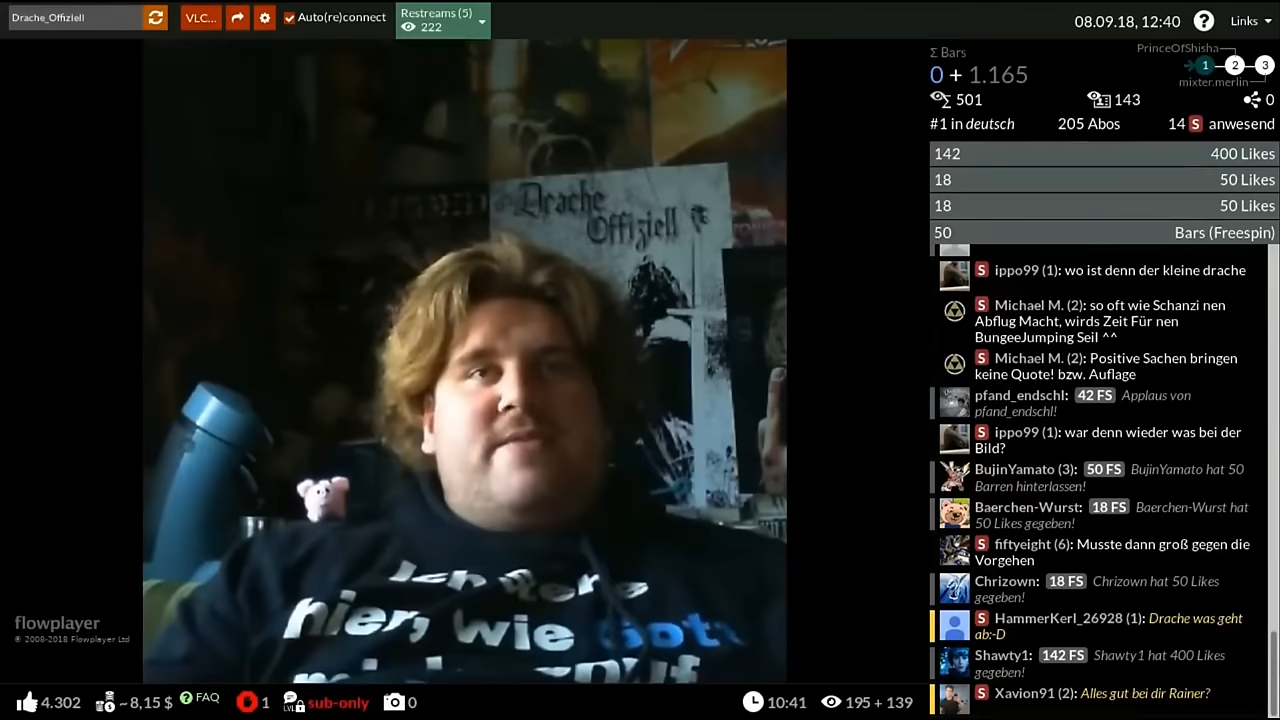 Drache_Offiziell
VLC...
Auto(re)connect
Restreams (5)
222
08.09.18, 12:40
?
Links
Σ Bars
PrinceOfShisha
0 + 1.165
1 2 3
mixter.merlin
501
143
0
#1 in deutsch
205 Abos
14 S anwesend
142 400 Likes
18 50 Likes
18 50 Likes
50 Bars (Freespin)
S ippo99 (1): wo ist denn der kleine drache
S Michael M. (2): so oft wie Schanzi nen
Abflug Macht, wirds Zeit Für nen
BungeeJumping Seil ^^
S Michael M. (2): Positive Sachen bringen
keine Quote! bzw. Auflage
pfand_endschl: 42 FS Applaus von
pfand_endschl!
S ippo99 (1): war denn wieder was bei der
Bild?
BujinYamato (3): 50 FS BujinYamato hat 50
Barren hinterlassen!
Baerchen-Wurst: 18 FS Baerchen-Wurst hat
50 Likes gegeben!
S fiftyeight (6): Musste dann groß gegen die
Vorgehen
Chrizown: 18 FS Chrizown hat 50 Likes
gegeben!
S HammerKerl_26928 (1): Drache was geht
ab:-D
Shawty1: 142 FS Shawty1 hat 400 Likes
gegeben!
S Xavion91 (2): Alles gut bei dir Rainer?
Drache
Offiziell
Ich
hier, wie Gott
flowplayer
© 2008-2018 Flowplayer Ltd
4.302
~ 8,15 $
? FAQ
1
LVL
sub-only
0
10:41
195 + 139